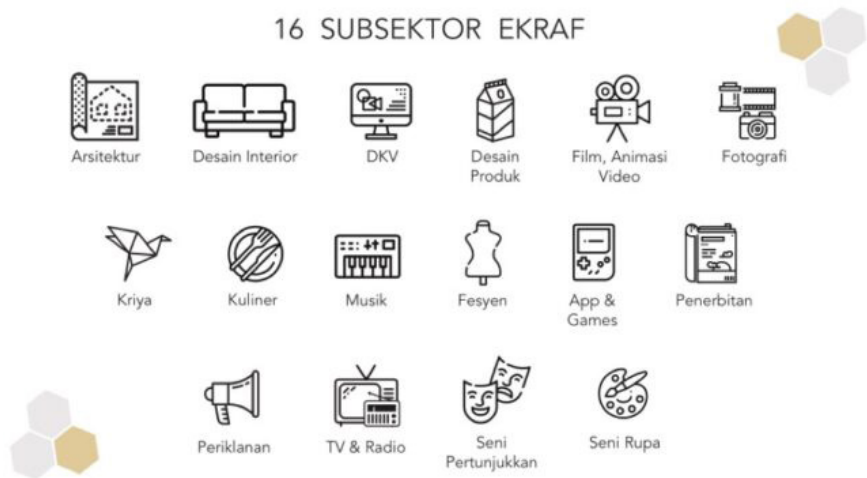 16 SUBSEKTOR EKRAF
Arsitektur
Desain Interior
DKV
Desain
Produk
Film, Animasi
Video
Fotografi
Kriya
Kuliner
Musik
Fesyen
App &
Games
Penerbitan
Periklanan
TV & Radio
Seni
Pertunjukkan
Seni Rupa